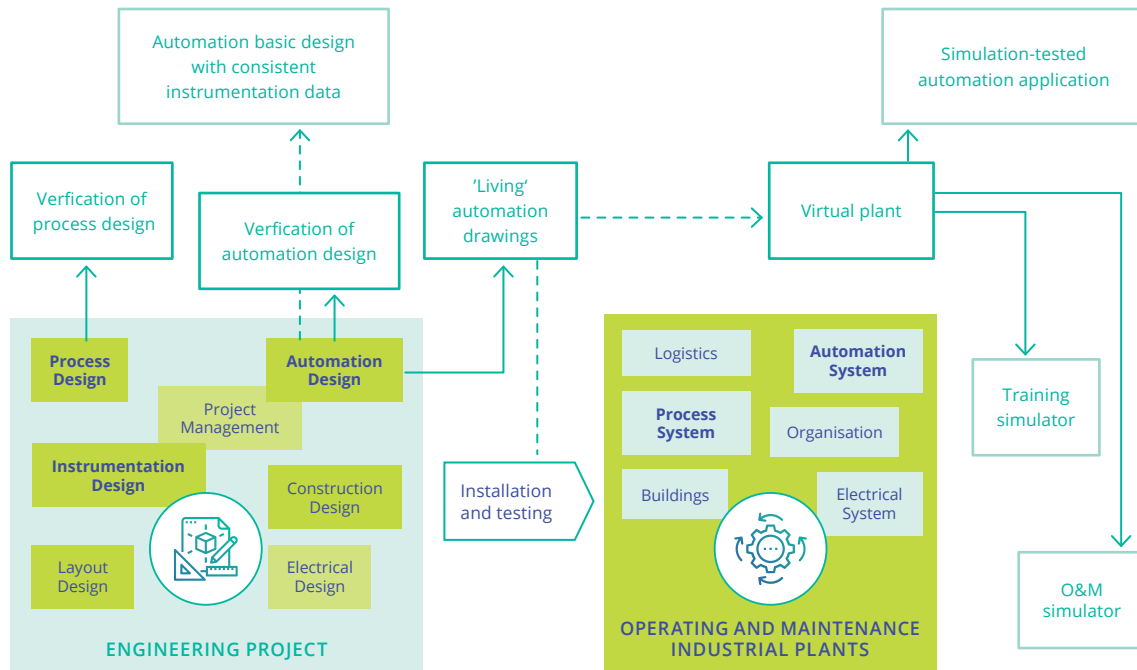 Automation basic design
with consistent
instrumentation data
Simulation-tested
automation application
Verfication of
process design
Verfication of
automation design
’Living‘
automation
drawings
Virtual plant
Process
Design
Automation
Design
Project
Management
Instrumentation
Design
Construction
Design
Layout
Design
Electrical
Design
ENGINEERING PROJECT
Installation
and testing
Logistics
Automation
System
Process
System
Organisation
Buildings
Electrical
System
OPERATING AND MAINTENANCE
INDUSTRIAL PLANTS
Training
simulator
O&M
simulator